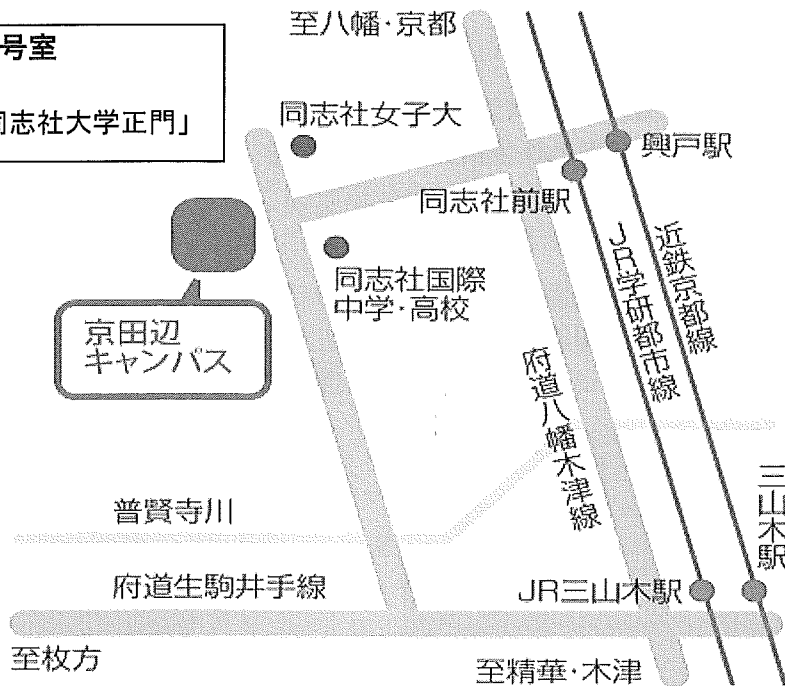 至八幡・京都
号室
同志社大学正門」
同志社女子大
興戸駅
同志社前駅
近鉄京都線
JR学研都市線
同志社国際
中学・高校
京田辺
キャンパス
府道八幡木津線
三山木駅
普賢寺川
府道生駒井手線
JR三山木駅
至枚方
至精華・木津